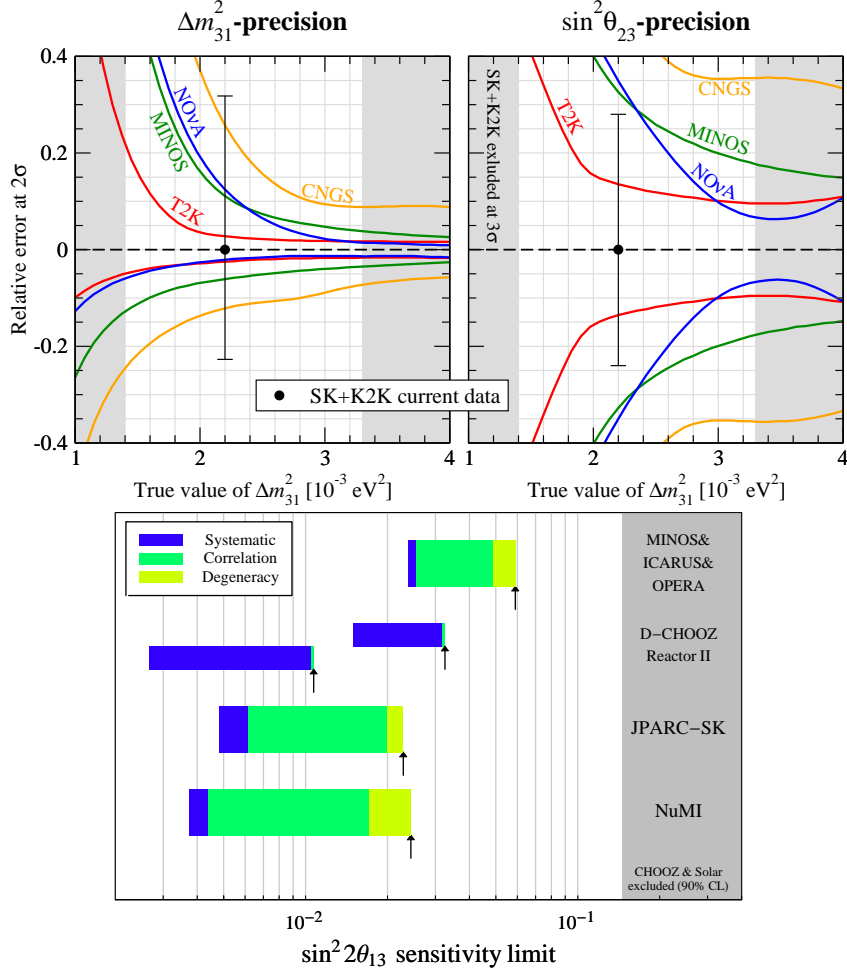 Δm²₃₁-precision
sin²θ₂₃-precision
Relative error at 2σ
0.4
0.2
0
-0.2
-0.4
T2K
MINOS
NOνA
CNGS
SK+K2K exluded at 3σ
T2K
CNGS
MINOS
NOνA
SK+K2K current data
1
2
3
4
1
2
3
4
True value of Δm²₃₁ [10⁻³ eV²]
True value of Δm²₃₁ [10⁻³ eV²]
Systematic
Correlation
Degeneracy
MINOS&
ICARUS&
OPERA
D−CHOOZ
Reactor II
JPARC−SK
NuMI
CHOOZ & Solar
excluded (90% CL)
10⁻²
10⁻¹
sin² 2θ₁₃ sensitivity limit